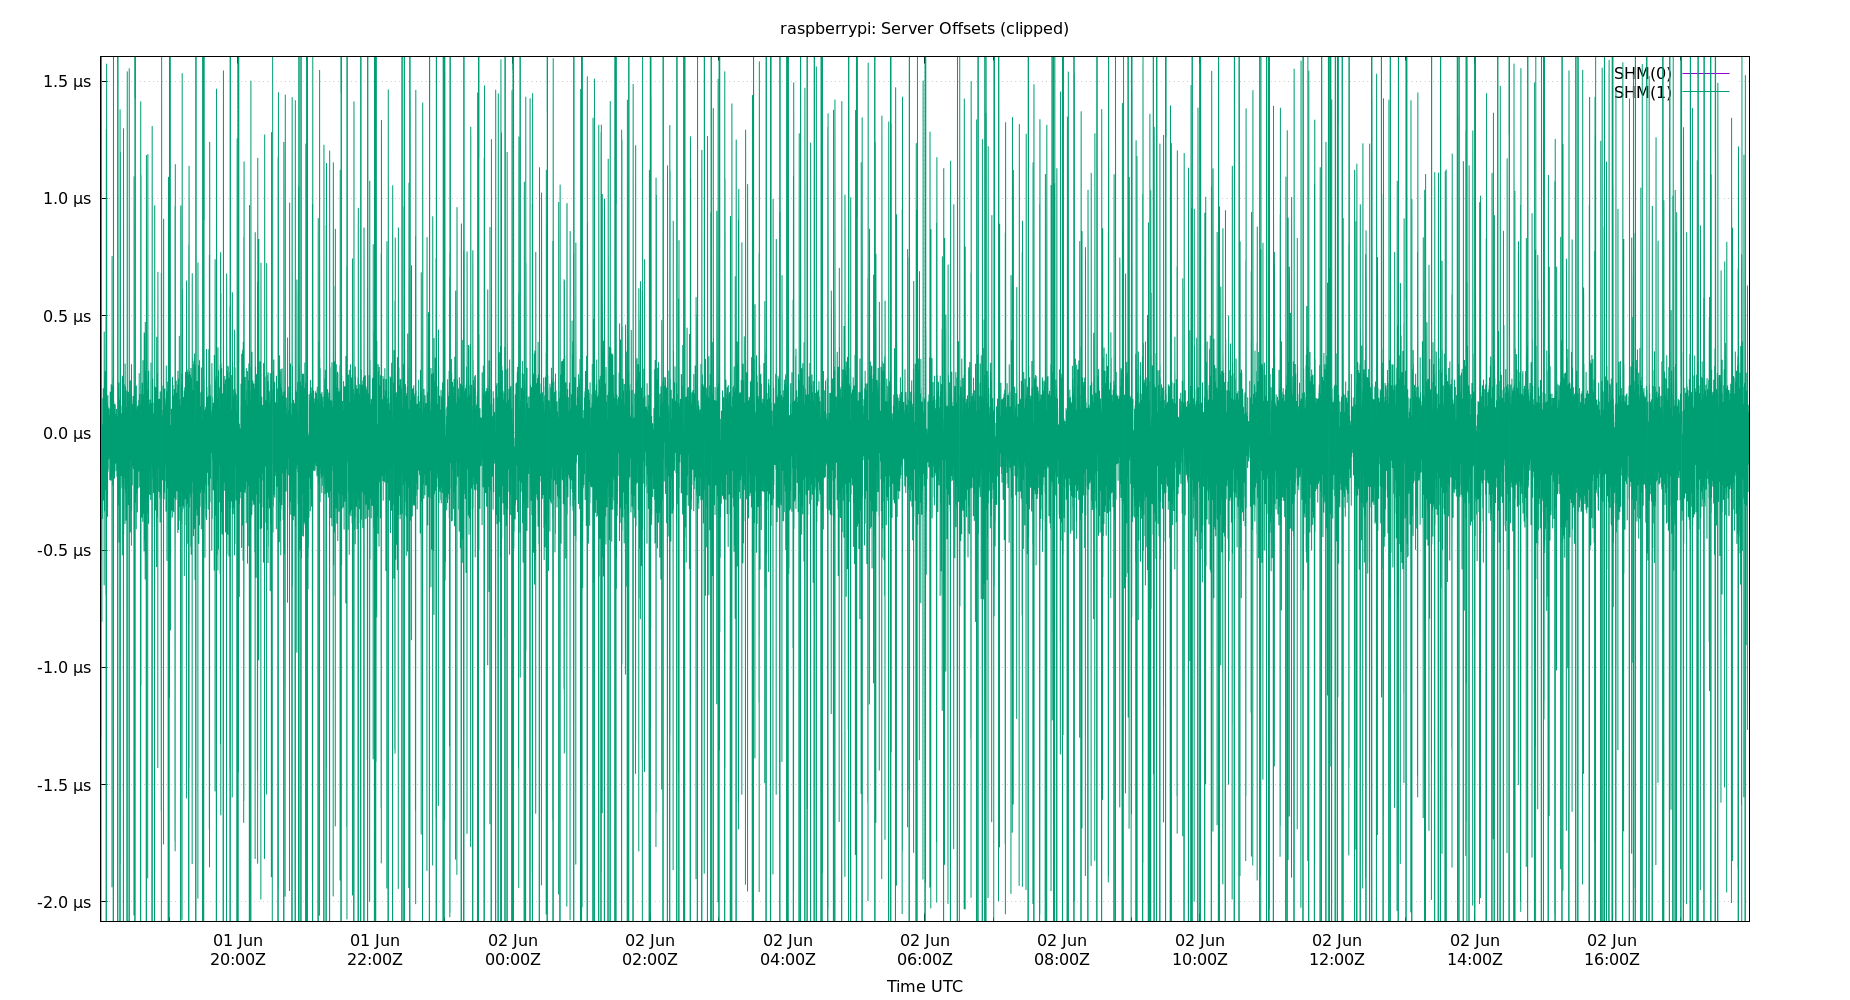 raspberrypi: Server Offsets (clipped)
SHM(0)
SHM(1)
1.5 µs
1.0 µs
0.5 µs
0.0 µs
-0.5 µs
-1.0 µs
-1.5 µs
-2.0 µs
01 Jun 01 Jun 02 Jun 02 Jun 02 Jun 02 Jun 02 Jun 02 Jun 02 Jun 02 Jun 02 Jun
20:00Z 22:00Z 00:00Z 02:00Z 04:00Z 06:00Z 08:00Z 10:00Z 12:00Z 14:00Z 16:00Z
Time UTC